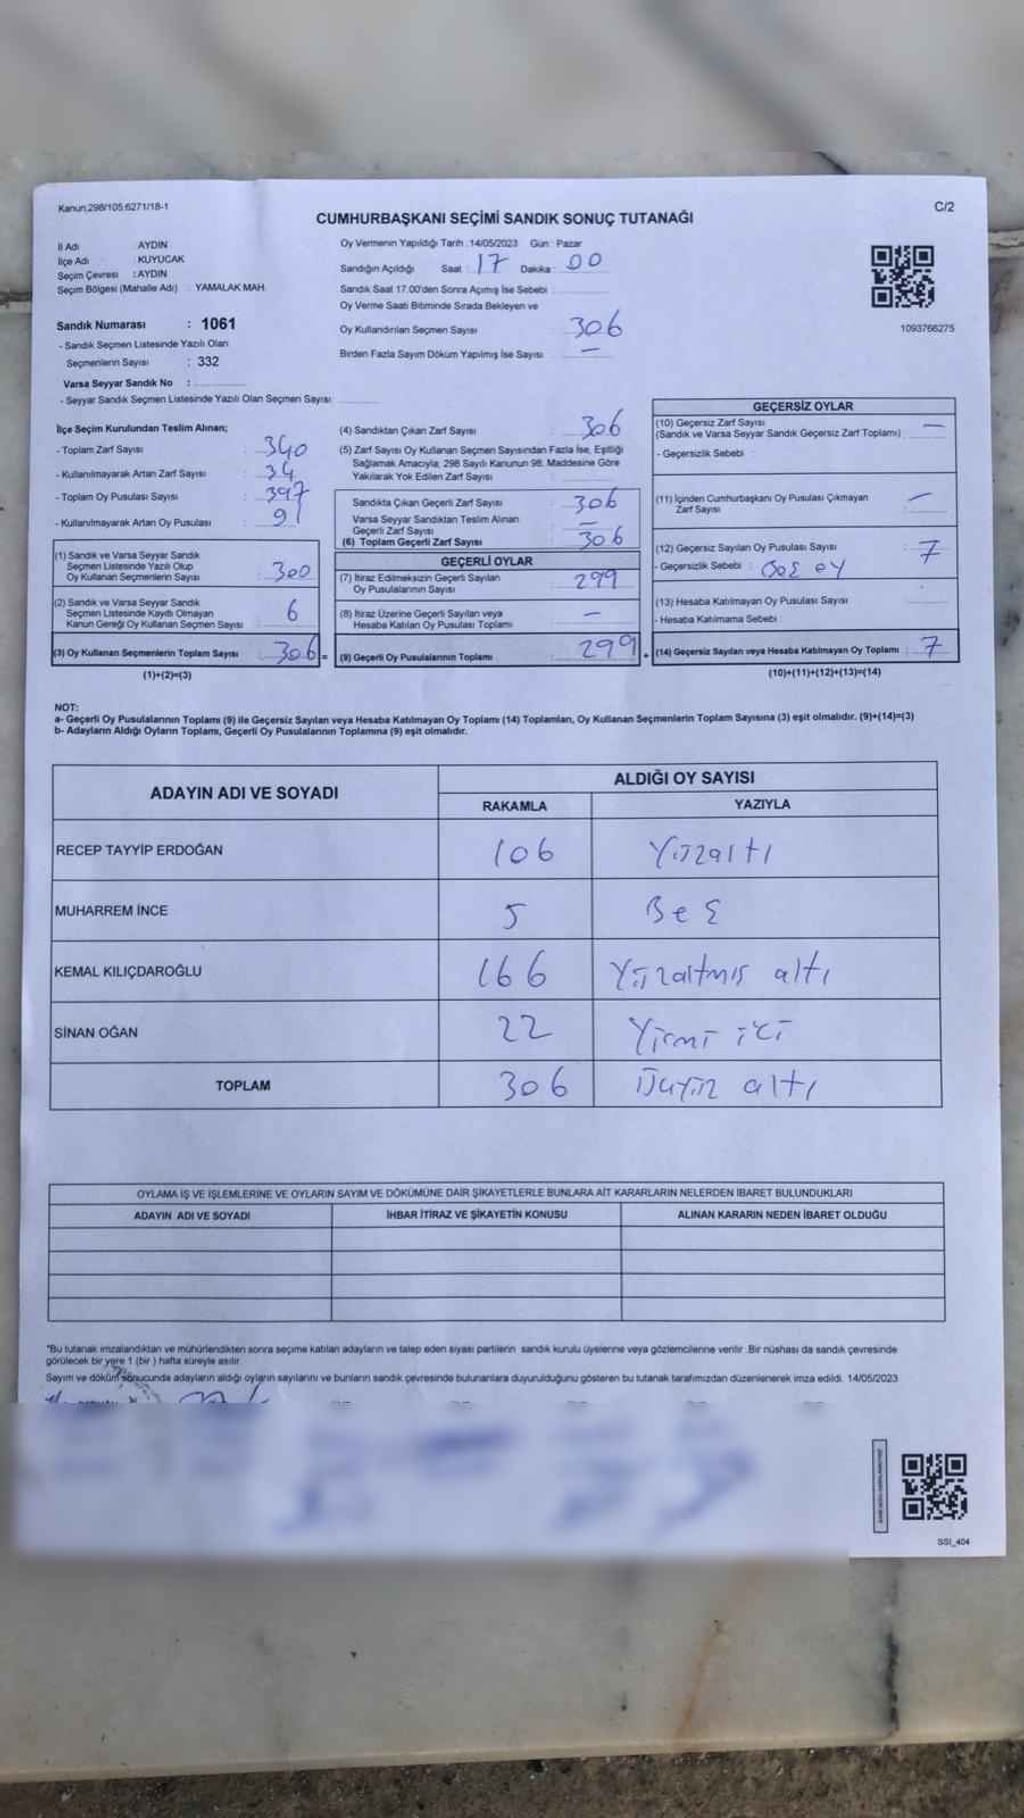 Kanun:298/105.6271/18-1
C/2
CUMHURBAŞKANI SEÇİMİ SANDIK SONUÇ TUTANAĞI
İl Adı AYDIN
İlçe Adı KUYUCAK
Seçim Çevresi : AYDIN
Seçim Bölgesi (Mahalle Adı) : YAMALAK MAH.
Oy Vermenin Yapıldığı Tarih : 14/05/2023 Gün : Pazar
Sandığın Açıldığı Saat : 17 Dakika : 00
Sandık Saat 17.00'den Sonra Açımış İse Sebebi :
Oy Verme Saati Bitiminde Sırada Bekleyen ve
Oy Kullandırılan Seçmen Sayısı 306
Birden Fazla Sayım Döküm Yapılmış İse Sayısı : —
1093766275
Sandık Numarası : 1061
- Sandık Seçmen Listesinde Yazılı Olan
Seçmenlerin Sayısı : 332
Varsa Seyyar Sandık No :
- Seyyar Sandık Seçmen Listesinde Yazılı Olan Seçmen Sayısı :
İlçe Seçim Kurulundan Teslim Alınan;
- Toplam Zarf Sayısı : 340
- Kullanılmayarak Artan Zarf Sayısı : 34
- Toplam Oy Pusulası Sayısı : 397
- Kullanılmayarak Artan Oy Pusulası : 91
(1) Sandık ve Varsa Seyyar Sandık
Seçmen Listesinde Yazılı Olup
Oy Kullanan Seçmenlerin Sayısı : 300
(2) Sandık ve Varsa Seyyar Sandık
Seçmen Listesinde Kayıtlı Olmayan
Kanun Gereği Oy Kullanan Seçmen Sayısı : 6
(3) Oy Kullanan Seçmenlerin Toplam Sayısı : 306 =
(1)+(2)=(3)
(4) Sandıktan Çıkan Zarf Sayısı : 306
(5) Zarf Sayısı Oy Kullanan Seçmen Sayısından Fazla İse, Eşitliği
Sağlamak Amacıyla, 298 Sayılı Kanunun 98. Maddesine Göre
Yakılarak Yok Edilen Zarf Sayısı :
Sandıkta Çıkan Geçerli Zarf Sayısı : 306
Varsa Seyyar Sandıktan Teslim Alınan
Geçerli Zarf Sayısı : —
(6) Toplam Geçerli Zarf Sayısı : 306
GEÇERLİ OYLAR
(7) İtiraz Edilmeksizin Geçerli Sayılan
Oy Pusulalarının Sayısı : 299
(8) İtiraz Üzerine Geçerli Sayılan veya
Hesaba Katılan Oy Pusulası Toplamı : —
(9) Geçerli Oy Pusulalarının Toplamı : 299 +
GEÇERSİZ OYLAR
(10) Geçersiz Zarf Sayısı : —
(Sandık ve Varsa Seyyar Sandık Geçersiz Zarf Toplamı)
- Geçersizlik Sebebi
(11) İçinden Cumhurbaşkanı Oy Pusulası Çıkmayan
Zarf Sayısı : —
(12) Geçersiz Sayılan Oy Pusulası Sayısı : 7
- Geçersizlik Sebebi : Boş oy
(13) Hesaba Katılmayan Oy Pusulası Sayısı :
- Hesaba Katılmama Sebebi :
(14) Geçersiz Sayılan veya Hesaba Katılmayan Oy Toplamı : 7
(10)+(11)+(12)+(13)=(14)
NOT:
a- Geçerli Oy Pusulalarının Toplamı (9) ile Geçersiz Sayılan veya Hesaba Katılmayan Oy Toplamı (14) Toplamları, Oy Kullanan Seçmenlerin Toplam Sayısına (3) eşit olmalıdır. (9)+(14)=(3)
b- Adayların Aldığı Oyların Toplamı, Geçerli Oy Pusulalarının Toplamına (9) eşit olmalıdır.
ADAYIN ADI VE SOYADI ALDIĞI OY SAYISI
RAKAMLA YAZIYLA
RECEP TAYYİP ERDOĞAN 106 Yüzaltı
MUHARREM İNCE 5 Beş
KEMAL KILIÇDAROĞLU 166 Yüzaltmış altı
SİNAN OĞAN 22 Yirmi iki
TOPLAM 306 Üçyüz altı
OYLAMA İŞ VE İŞLEMLERİNE VE OYLARIN SAYIM VE DÖKÜMÜNE DAİR ŞİKAYETLERLE BUNLARA AİT KARARLARIN NELERDEN İBARET BULUNDUKLARI
ADAYIN ADI VE SOYADI İHBAR İTİRAZ VE ŞİKAYETİN KONUSU ALINAN KARARIN NEDEN İBARET OLDUĞU
*Bu tutanak imzalandıktan ve mühürlendikten sonra seçime katılan adayların ve talep eden siyasi partilerin sandık kurulu üyelerine veya gözlemcilerine verilir. Bir nüshası da sandık çevresinde
görülecek bir yere 1 (bir) hafta süreyle asılır.
Sayım ve döküm sonucunda adayların aldığı oyların sayılarını ve bunların sandık çevresinde bulunanlara duyurulduğunu gösteren bu tutanak tarafımızdan düzenlenerek imza edildi. 14/05/2023
SSI_404